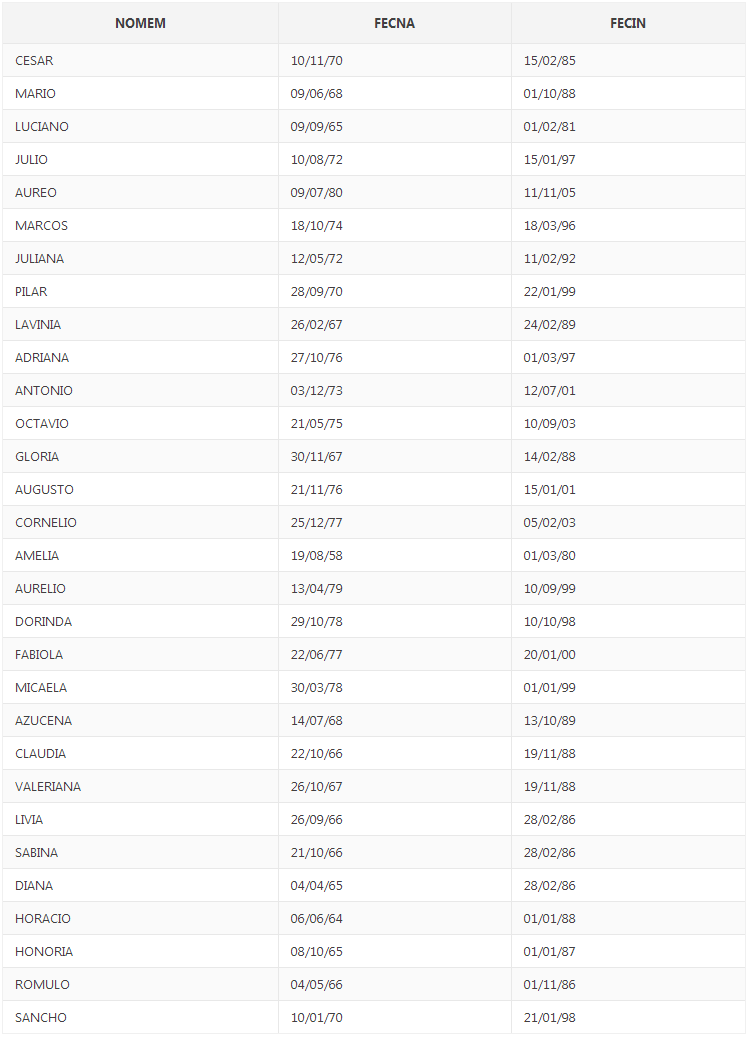 NOMEM FECNA FECIN
CESAR 10/11/70 15/02/85
MARIO 09/06/68 01/10/88
LUCIANO 09/09/65 01/02/81
JULIO 10/08/72 15/01/97
AUREO 09/07/80 11/11/05
MARCOS 18/10/74 18/03/96
JULIANA 12/05/72 11/02/92
PILAR 28/09/70 22/01/99
LAVINIA 26/02/67 24/02/89
ADRIANA 27/10/76 01/03/97
ANTONIO 03/12/73 12/07/01
OCTAVIO 21/05/75 10/09/03
GLORIA 30/11/67 14/02/88
AUGUSTO 21/11/76 15/01/01
CORNELIO 25/12/77 05/02/03
AMELIA 19/08/58 01/03/80
AURELIO 13/04/79 10/09/99
DORINDA 29/10/78 10/10/98
FABIOLA 22/06/77 20/01/00
MICAELA 30/03/78 01/01/99
AZUCENA 14/07/68 13/10/89
CLAUDIA 22/10/66 19/11/88
VALERIANA 26/10/67 19/11/88
LIVIA 26/09/66 28/02/86
SABINA 21/10/66 28/02/86
DIANA 04/04/65 28/02/86
HORACIO 06/06/64 01/01/88
HONORIA 08/10/65 01/01/87
ROMULO 04/05/66 01/11/86
SANCHO 10/01/70 21/01/98